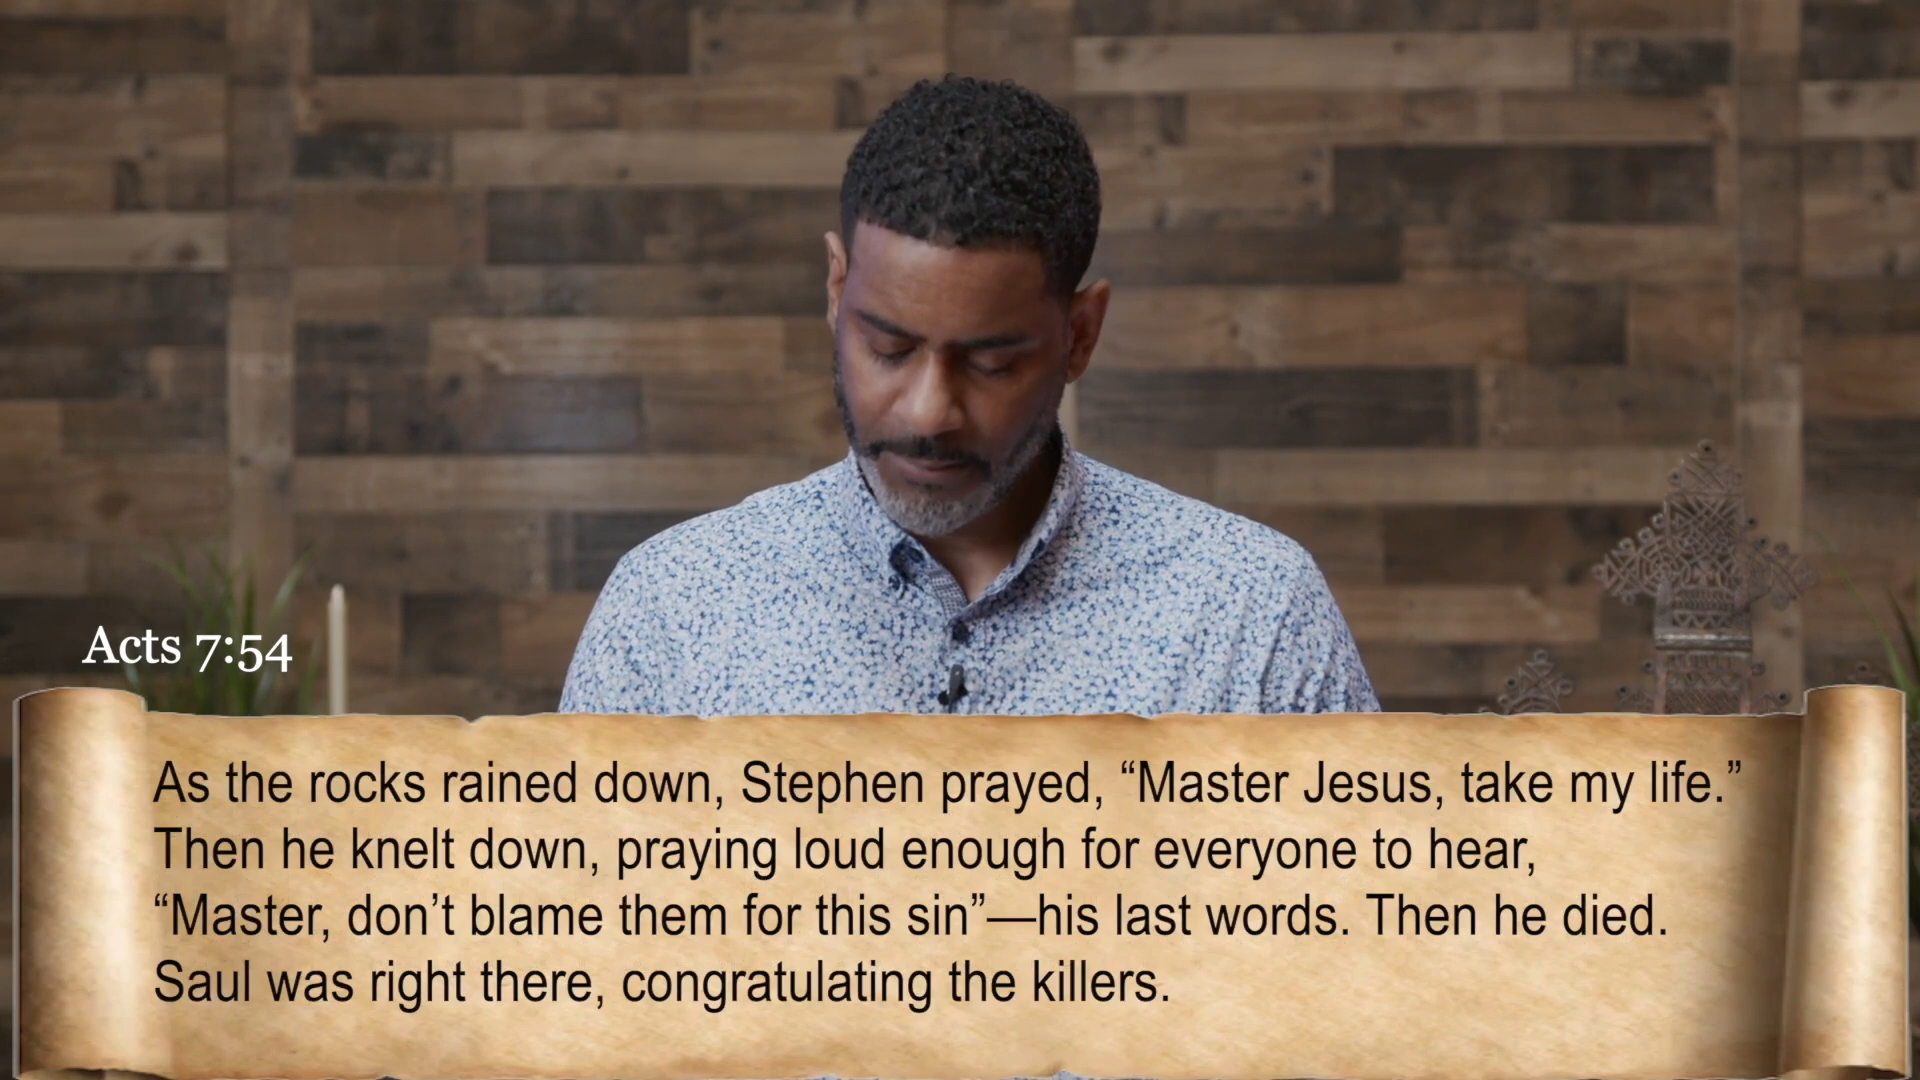 Acts 7:54
As the rocks rained down, Stephen prayed, “Master Jesus, take my life.”
Then he knelt down, praying loud enough for everyone to hear,
“Master, don’t blame them for this sin”—his last words. Then he died.
Saul was right there, congratulating the killers.